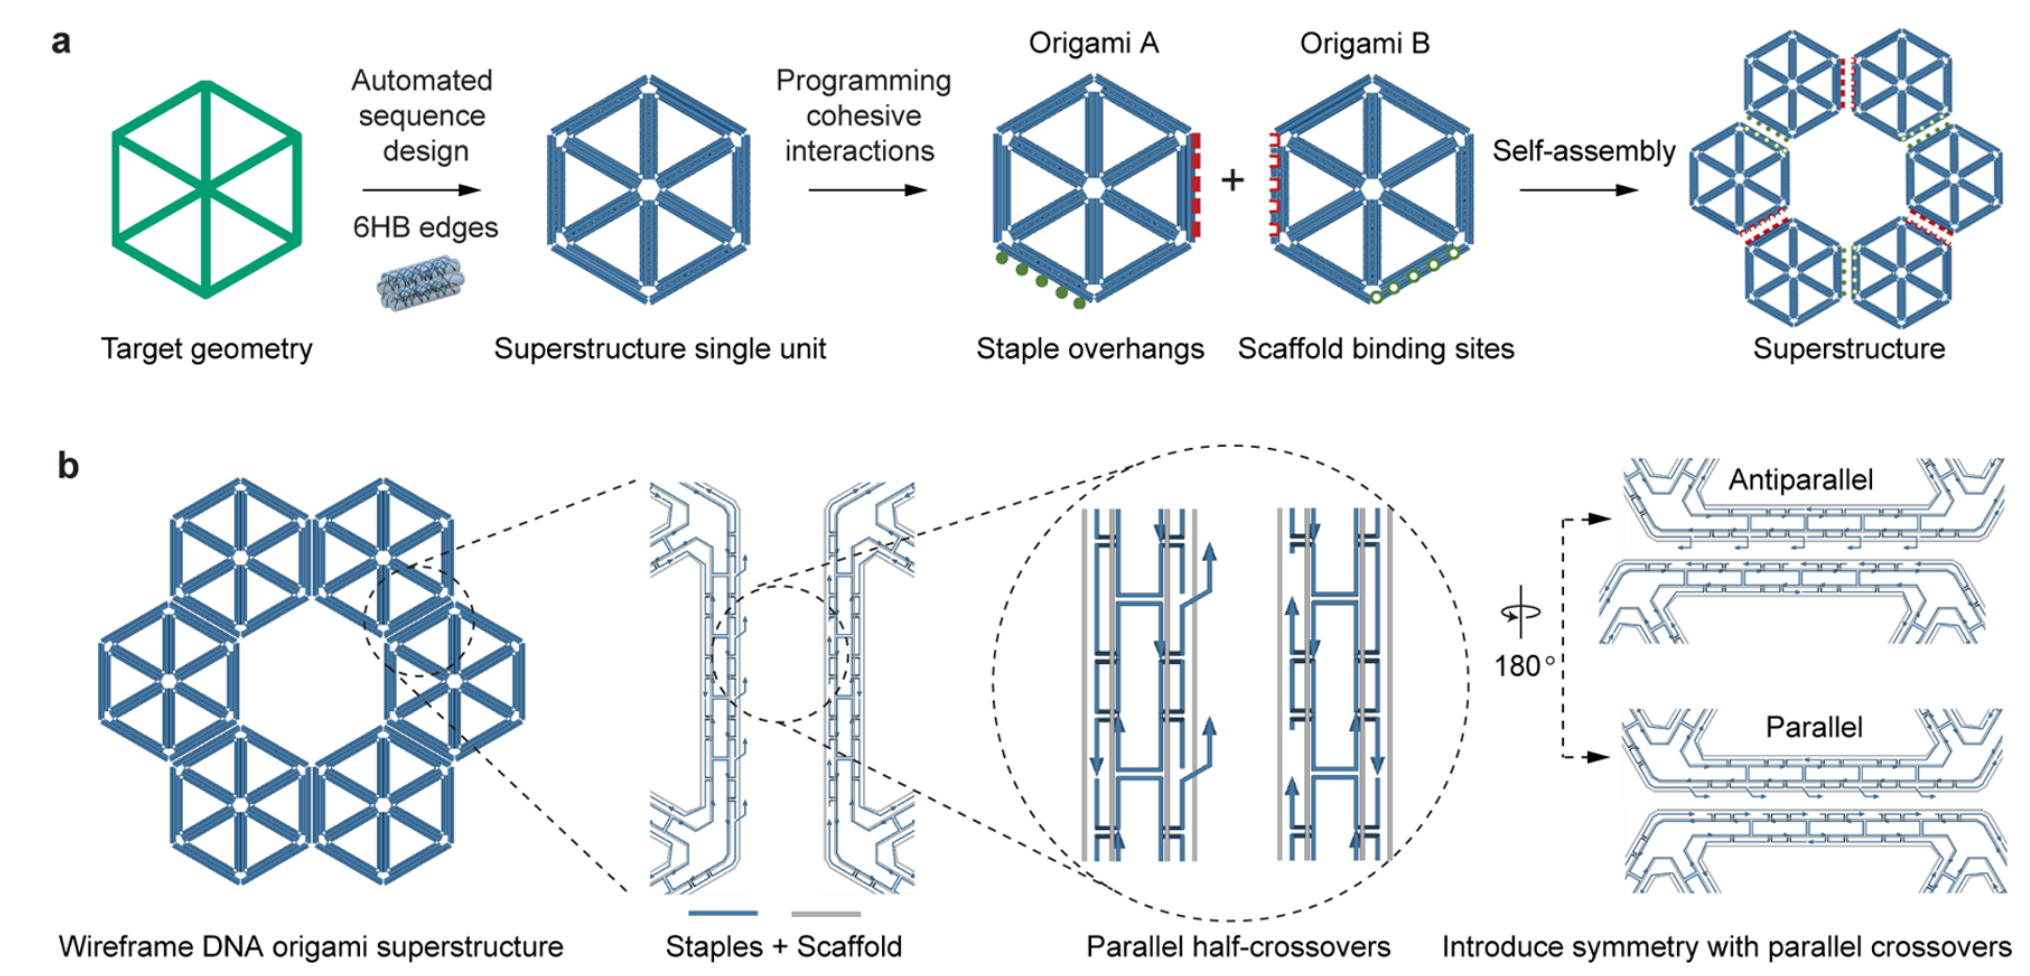 a
Automated
sequence
design
6HB edges
Target geometry
Superstructure single unit
Programming
cohesive
interactions
Origami A
Origami B
+
Staple overhangs
Scaffold binding sites
Self-assembly
Superstructure
b
Wireframe DNA origami superstructure
Staples + Scaffold
Parallel half-crossovers
180°
Antiparallel
Parallel
Introduce symmetry with parallel crossovers